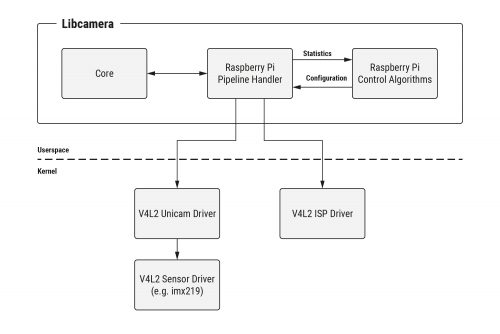 Libcamera
Core
Raspberry Pi
Pipeline Handler
Statistics
Configuration
Raspberry Pi
Control Algorithms
Userspace
Kernel
V4L2 Unicam Driver
V4L2 ISP Driver
V4L2 Sensor Driver
(e.g. imx219)